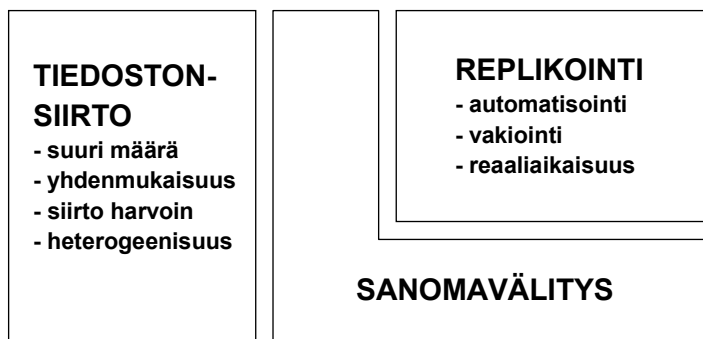 TIEDOSTON-
SIIRTO
- suuri määrä
- yhdenmukaisuus
- siirto harvoin
- heterogeenisuus
REPLIKOINTI
- automatisointi
- vakiointi
- reaaliaikaisuus
SANOMAVÄLITYS